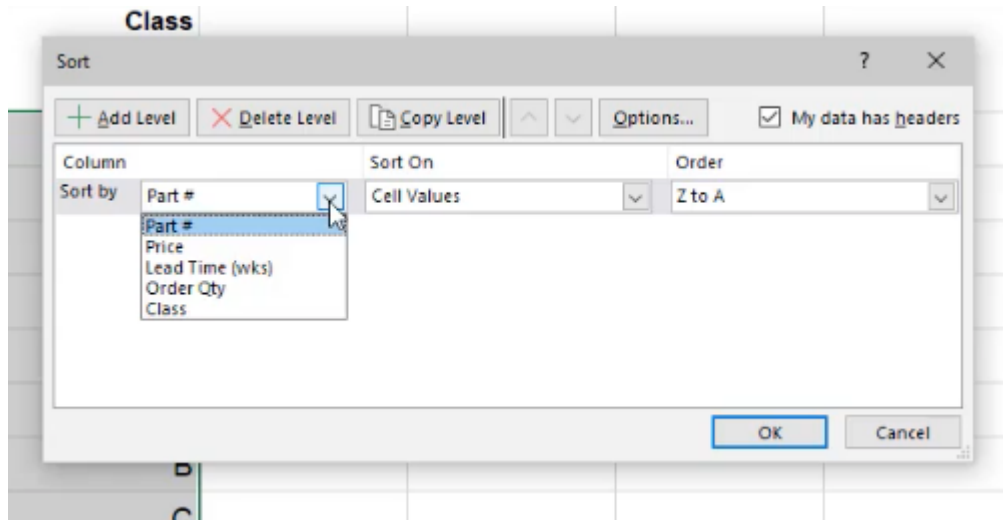 Class
Sort ?
Add Level Delete Level Copy Level Options... My data has headers
Column Sort On Order
Sort by Part # Cell Values Z to A
Part #
Price
Lead Time (wks)
Order Qty
Class
OK Cancel
B
C